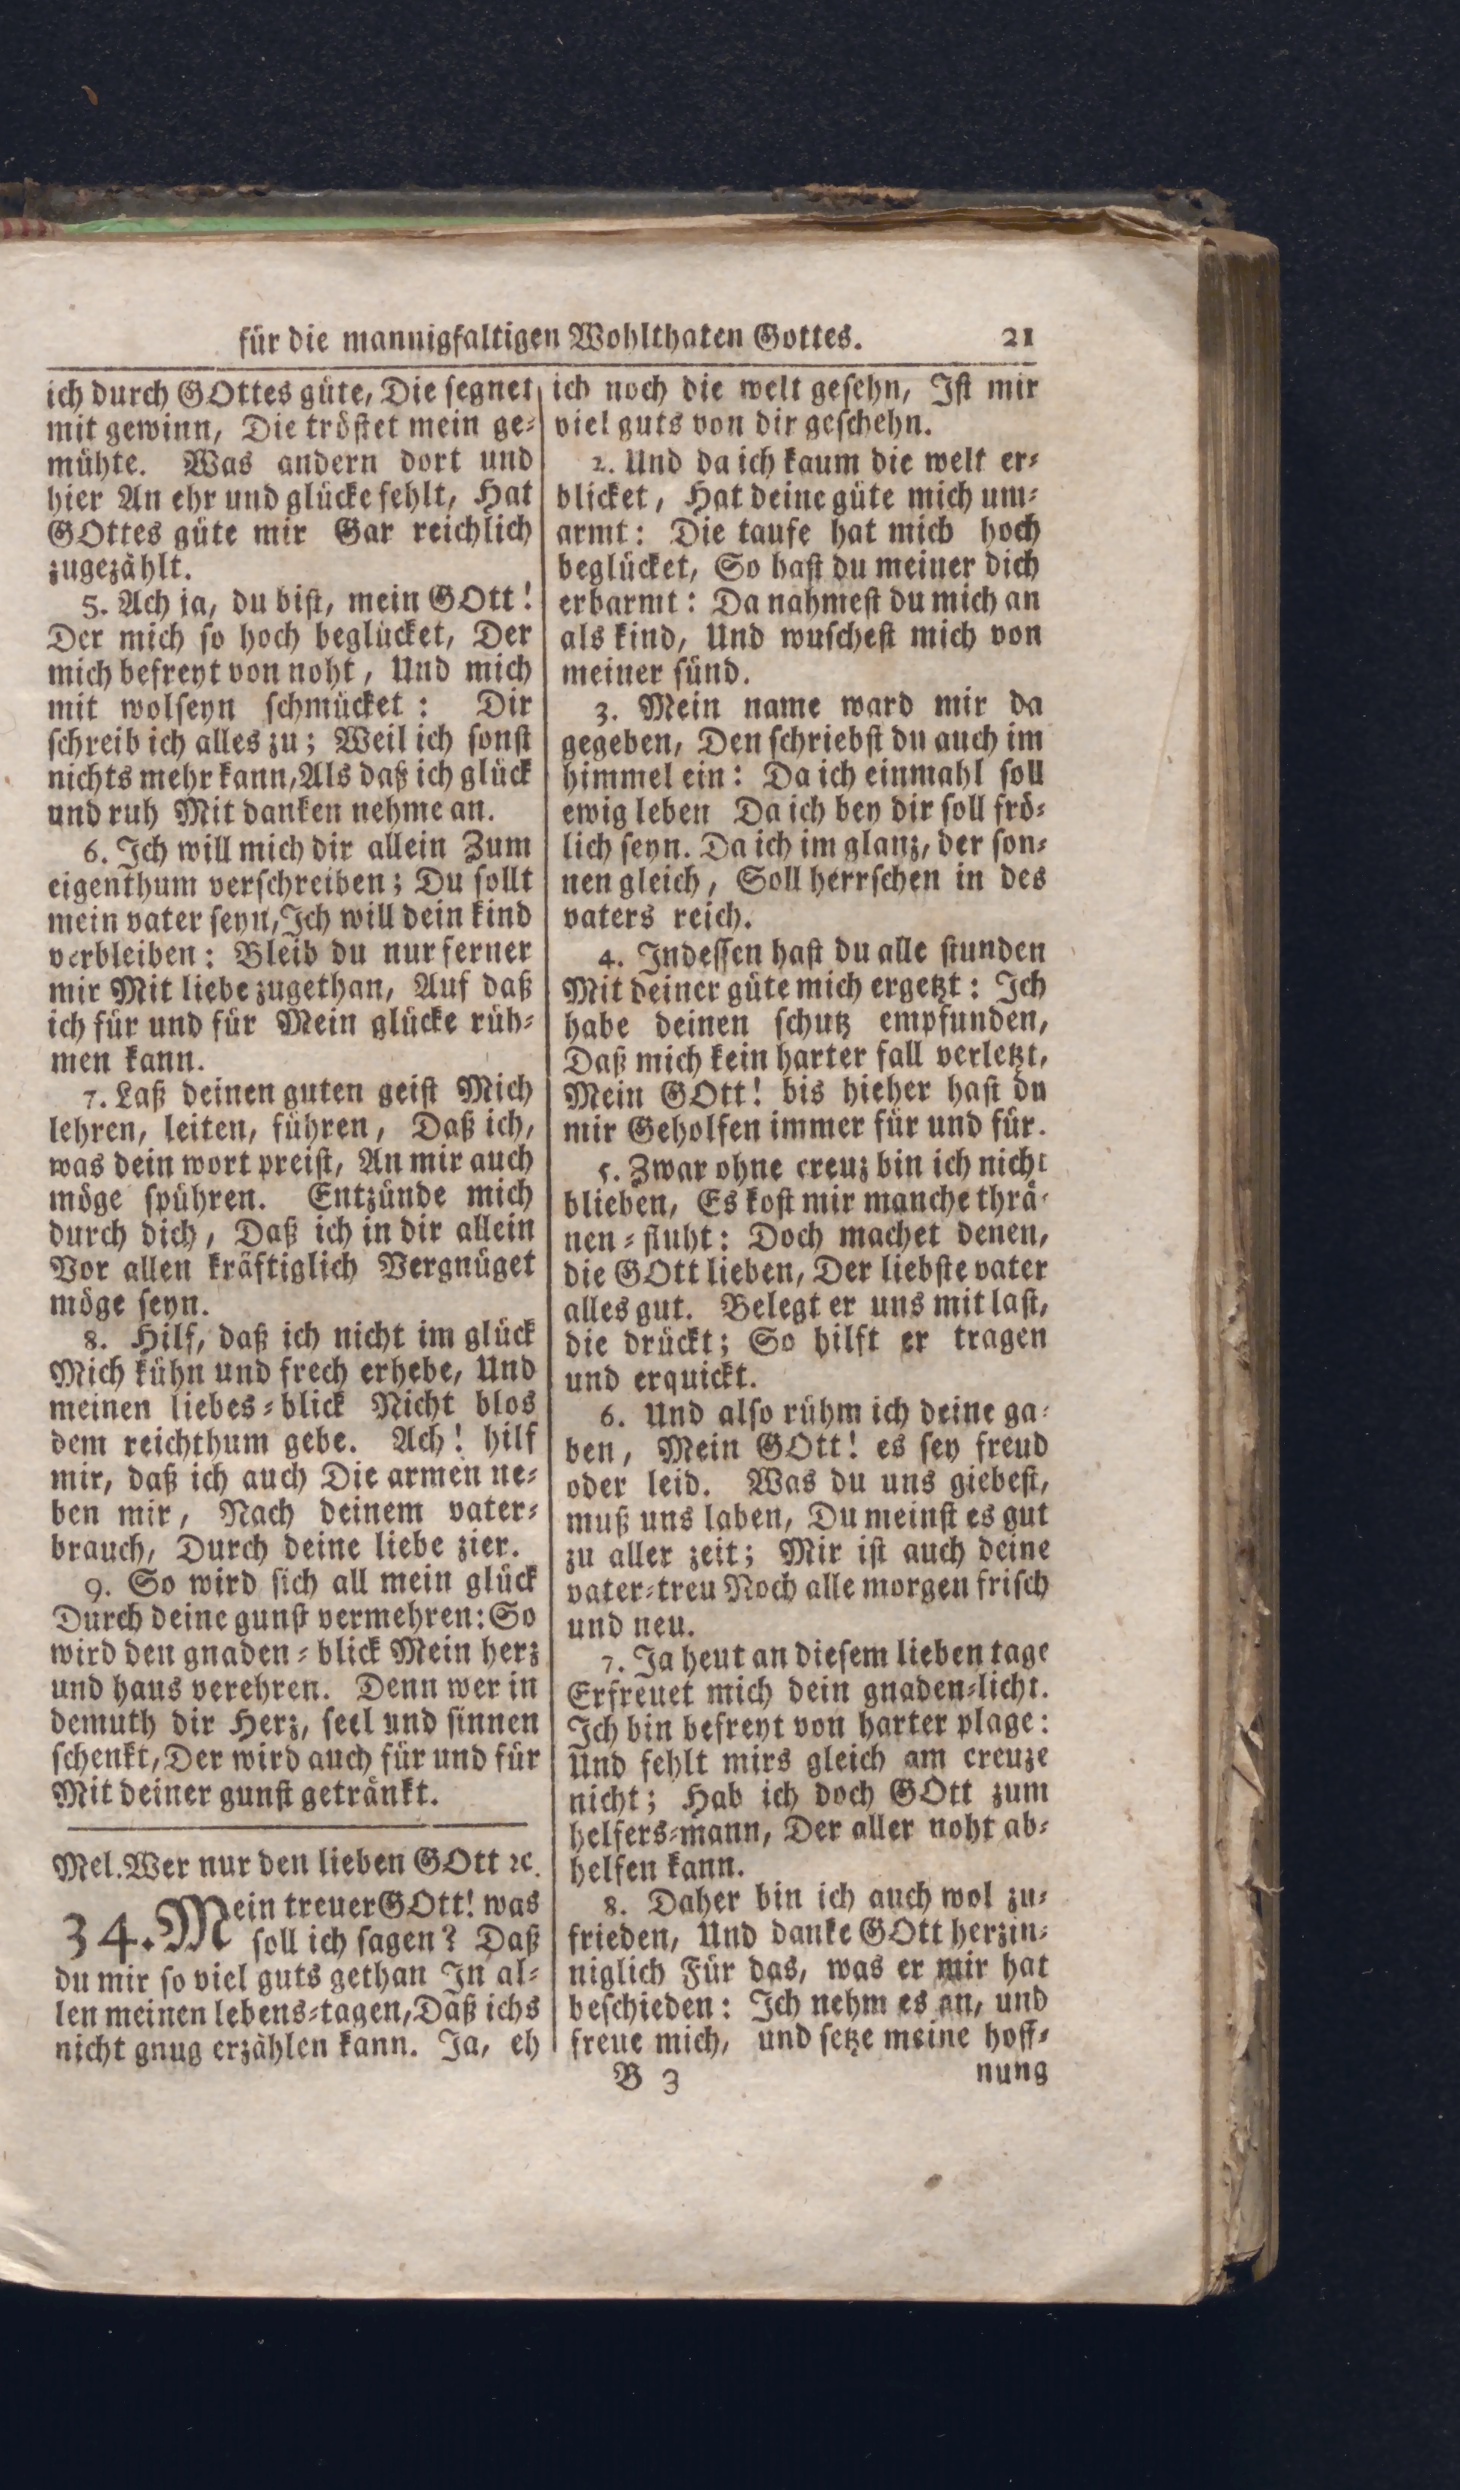 für die mannigfaltigen Wohlthaten Gottes. 21
ich durch GOttes güte, Die segnet
mit gewinn, Die tröstet mein ge-
mühte. Was andern dort und
hier An ehr und glücke fehlt, Hat
GOttes güte mir Gar reichlich
zugezählt.
5. Ach ja, du bist, mein GOtt!
Der mich so hoch beglücket, Der
mich befreyt von noht, Und mich
mit wolseyn schmücket: Dir
schreib ich alles zu; Weil ich sonst
nichts mehr kann, Als daß ich glück
und ruh Mit danken nehme an.
6. Ich will mich dir allein Zum
eigenthum verschreiben; Du sollt
mein vater seyn, Ich will dein kind
verbleiben: Bleib du nur ferner
mir Mit liebe zugethan, Auf daß
ich für und für Mein glücke rüh-
men kann.
7. Laß deinen guten geist Mich
lehren, leiten, führen, Daß ich,
was dein wort preist, An mir auch
möge spühren. Entzünde mich
durch dich, Daß ich in dir allein
Vor allen kräftiglich Vergnüget
möge seyn.
8. Hilf, daß ich nicht im glück
Mich kühn und frech erhebe, Und
meinen liebes-blick Nicht blos
dem reichthum gebe. Ach! hilf
mir, daß ich auch Die armen ne-
ben mir, Nach deinem vater-
brauch, Durch deine liebe zier.
9. So wird sich all mein glück
Durch deine gunst vermehren: So
wird den gnaden-blick Mein herz
und haus verehren. Denn wer in
demuth dir Herz, seel und sinnen
schenkt, Der wird auch für und für
Mit deiner gunst getränkt.
Mel. Wer nur den lieben GOtt ꝛc.
34. Mein treuer GOtt! was
soll ich sagen? Daß
du mir so viel guts gethan In al-
len meinen lebens-tagen, Daß ichs
nicht gnug erzählen kann. Ja, eh
ich noch die welt gesehn, Ist mir
viel guts von dir geschehn.
2. Und da ich kaum die welt er-
blicket, Hat deine güte mich um-
armt: Die taufe hat mich hoch
beglücket, So hast du meiner dich
erbarmt: Da nahmest du mich an
als kind, Und wuschest mich von
meiner sünd.
3. Mein name ward mir da
gegeben, Den schriebst du auch im
himmel ein: Da ich einmahl soll
ewig leben Da ich bey dir soll frö-
lich seyn. Da ich im glanz, der son-
nen gleich, Soll herrschen in des
vaters reich.
4. Indessen hast du alle stunden
Mit deiner güte mich ergetzt: Ich
habe deinen schutz empfunden,
Daß mich kein harter fall verletzt,
Mein GOtt! bis hieher hast du
mir Geholfen immer für und für.
5. Zwar ohne creuz bin ich nicht
blieben, Es kost mir manche thrä-
nen-fluht: Doch machet denen,
die GOtt lieben, Der liebste vater
alles gut. Belegt er uns mit last,
die drückt; So hilft er tragen
und erquickt.
6. Und also rühm ich deine ga-
ben, Mein GOtt! es sey freud
oder leid. Was du uns giebest,
muß uns laben, Du meinst es gut
zu aller zeit; Mir ist auch deine
vater-treu Noch alle morgen frisch
und neu.
7. Ja heut an diesem lieben tage
Erfreuet mich dein gnaden-licht.
Ich bin befreyt von harter plage:
Und fehlt mirs gleich am creuze
nicht; Hab ich doch GOtt zum
helfers-mann, Der aller noht ab-
helfen kann.
8. Daher bin ich auch wol zu-
frieden, Und danke GOtt herzin-
niglich Für das, was er mir hat
beschieden: Ich nehm es an, und
freue mich, und setze meine hoff-
B 3 nung